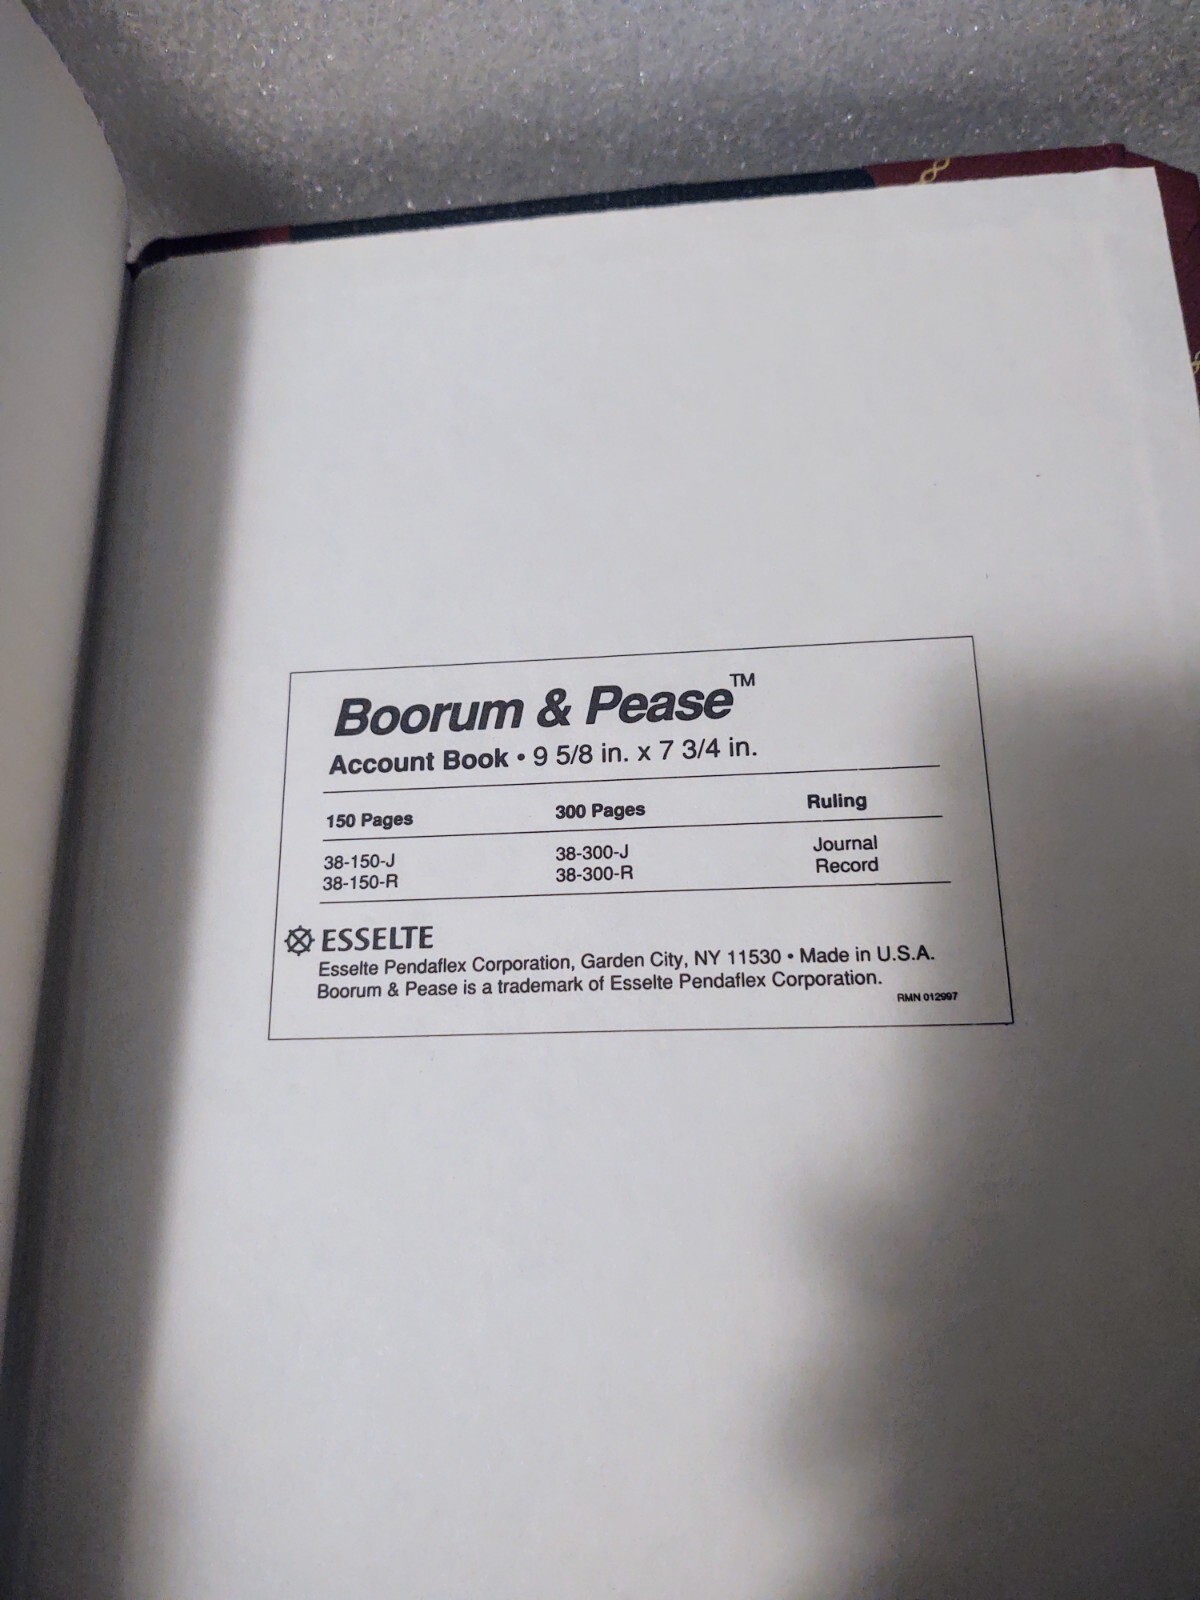 Boorum & Pease™
Account Book • 9 5/8 in. x 7 3/4 in.
150 Pages 300 Pages Ruling
38-150-J 38-300-J Journal
38-150-R 38-300-R Record
ESSELTE
Esselte Pendaflex Corporation, Garden City, NY 11530 • Made in U.S.A.
Boorum & Pease is a trademark of Esselte Pendaflex Corporation.
RMN 012997